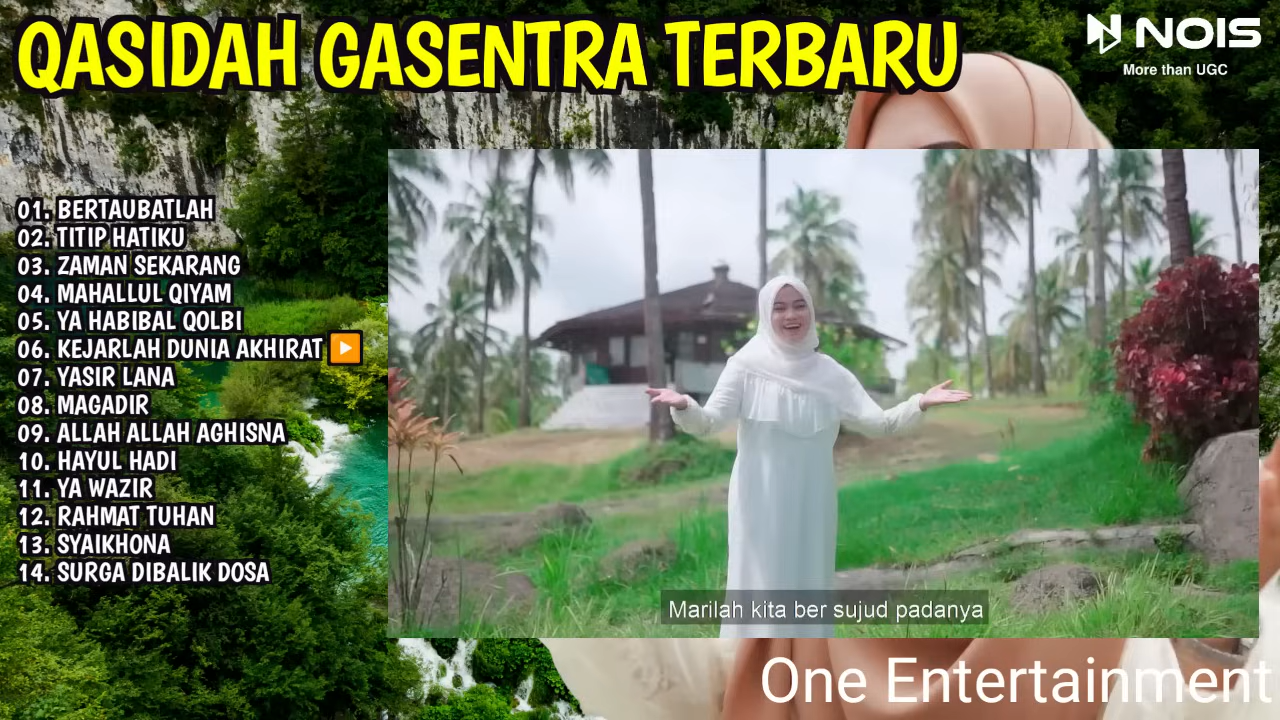 QASIDAH GASENTRA TERBARU
NOIS
More than UGC
01. BERTAUBATLAH
02. TITIP HATIKU
03. ZAMAN SEKARANG
04. MAHALLUL QIYAM
05. YA HABIBAL QOLBI
06. KEJARLAH DUNIA AKHIRAT
07. YASIR LANA
08. MAGADIR
09. ALLAH ALLAH AGHISNA
10. HAYUL HADI
11. YA WAZIR
12. RAHMAT TUHAN
13. SYAIKHONA
14. SURGA DIBALIK DOSA
Marilah kita ber sujud padanya
One Entertainment